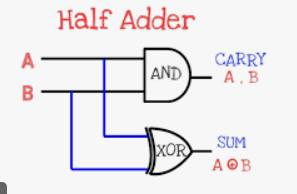 Half Adder
A
B
AND
CARRY
A . B
XOR
SUM
A ⊕ B